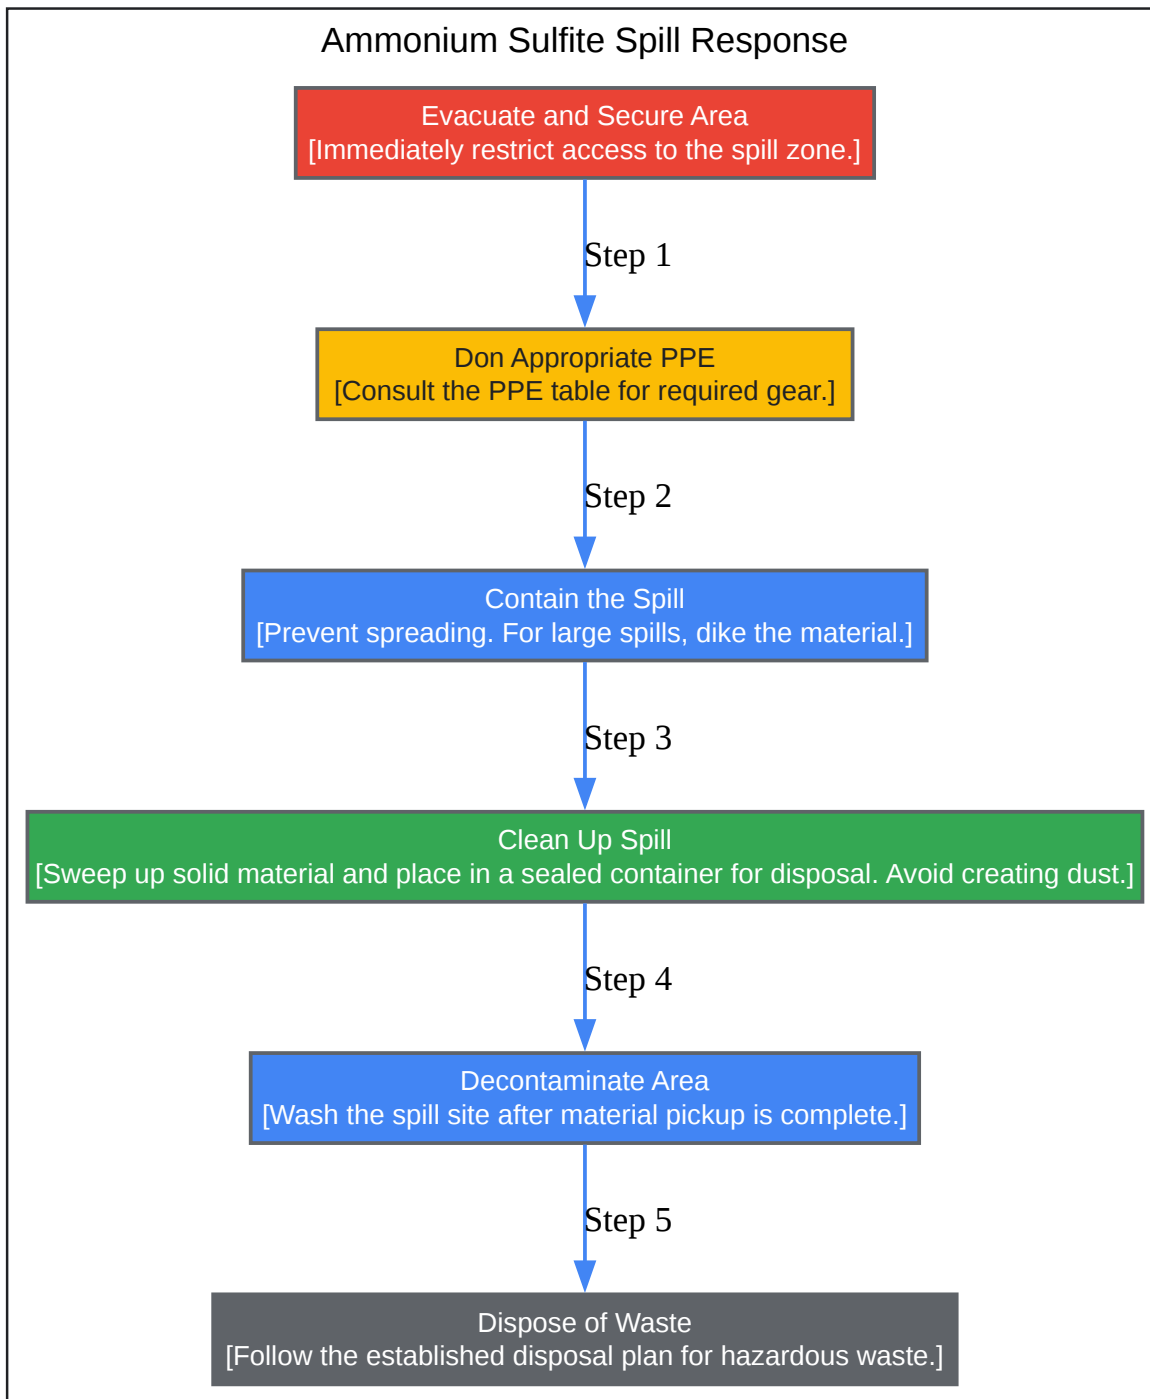 Ammonium Sulfite Spill Response
Evacuate and Secure Area
[Immediately restrict access to the spill zone.]
Step 1
Don Appropriate PPE
[Consult the PPE table for required gear.]
Step 2
Contain the Spill
[Prevent spreading. For large spills, dike the material.]
Step 3
Clean Up Spill
[Sweep up solid material and place in a sealed container for disposal. Avoid creating dust.]
Step 4
Decontaminate Area
[Wash the spill site after material pickup is complete.]
Step 5
Dispose of Waste
[Follow the established disposal plan for hazardous waste.]